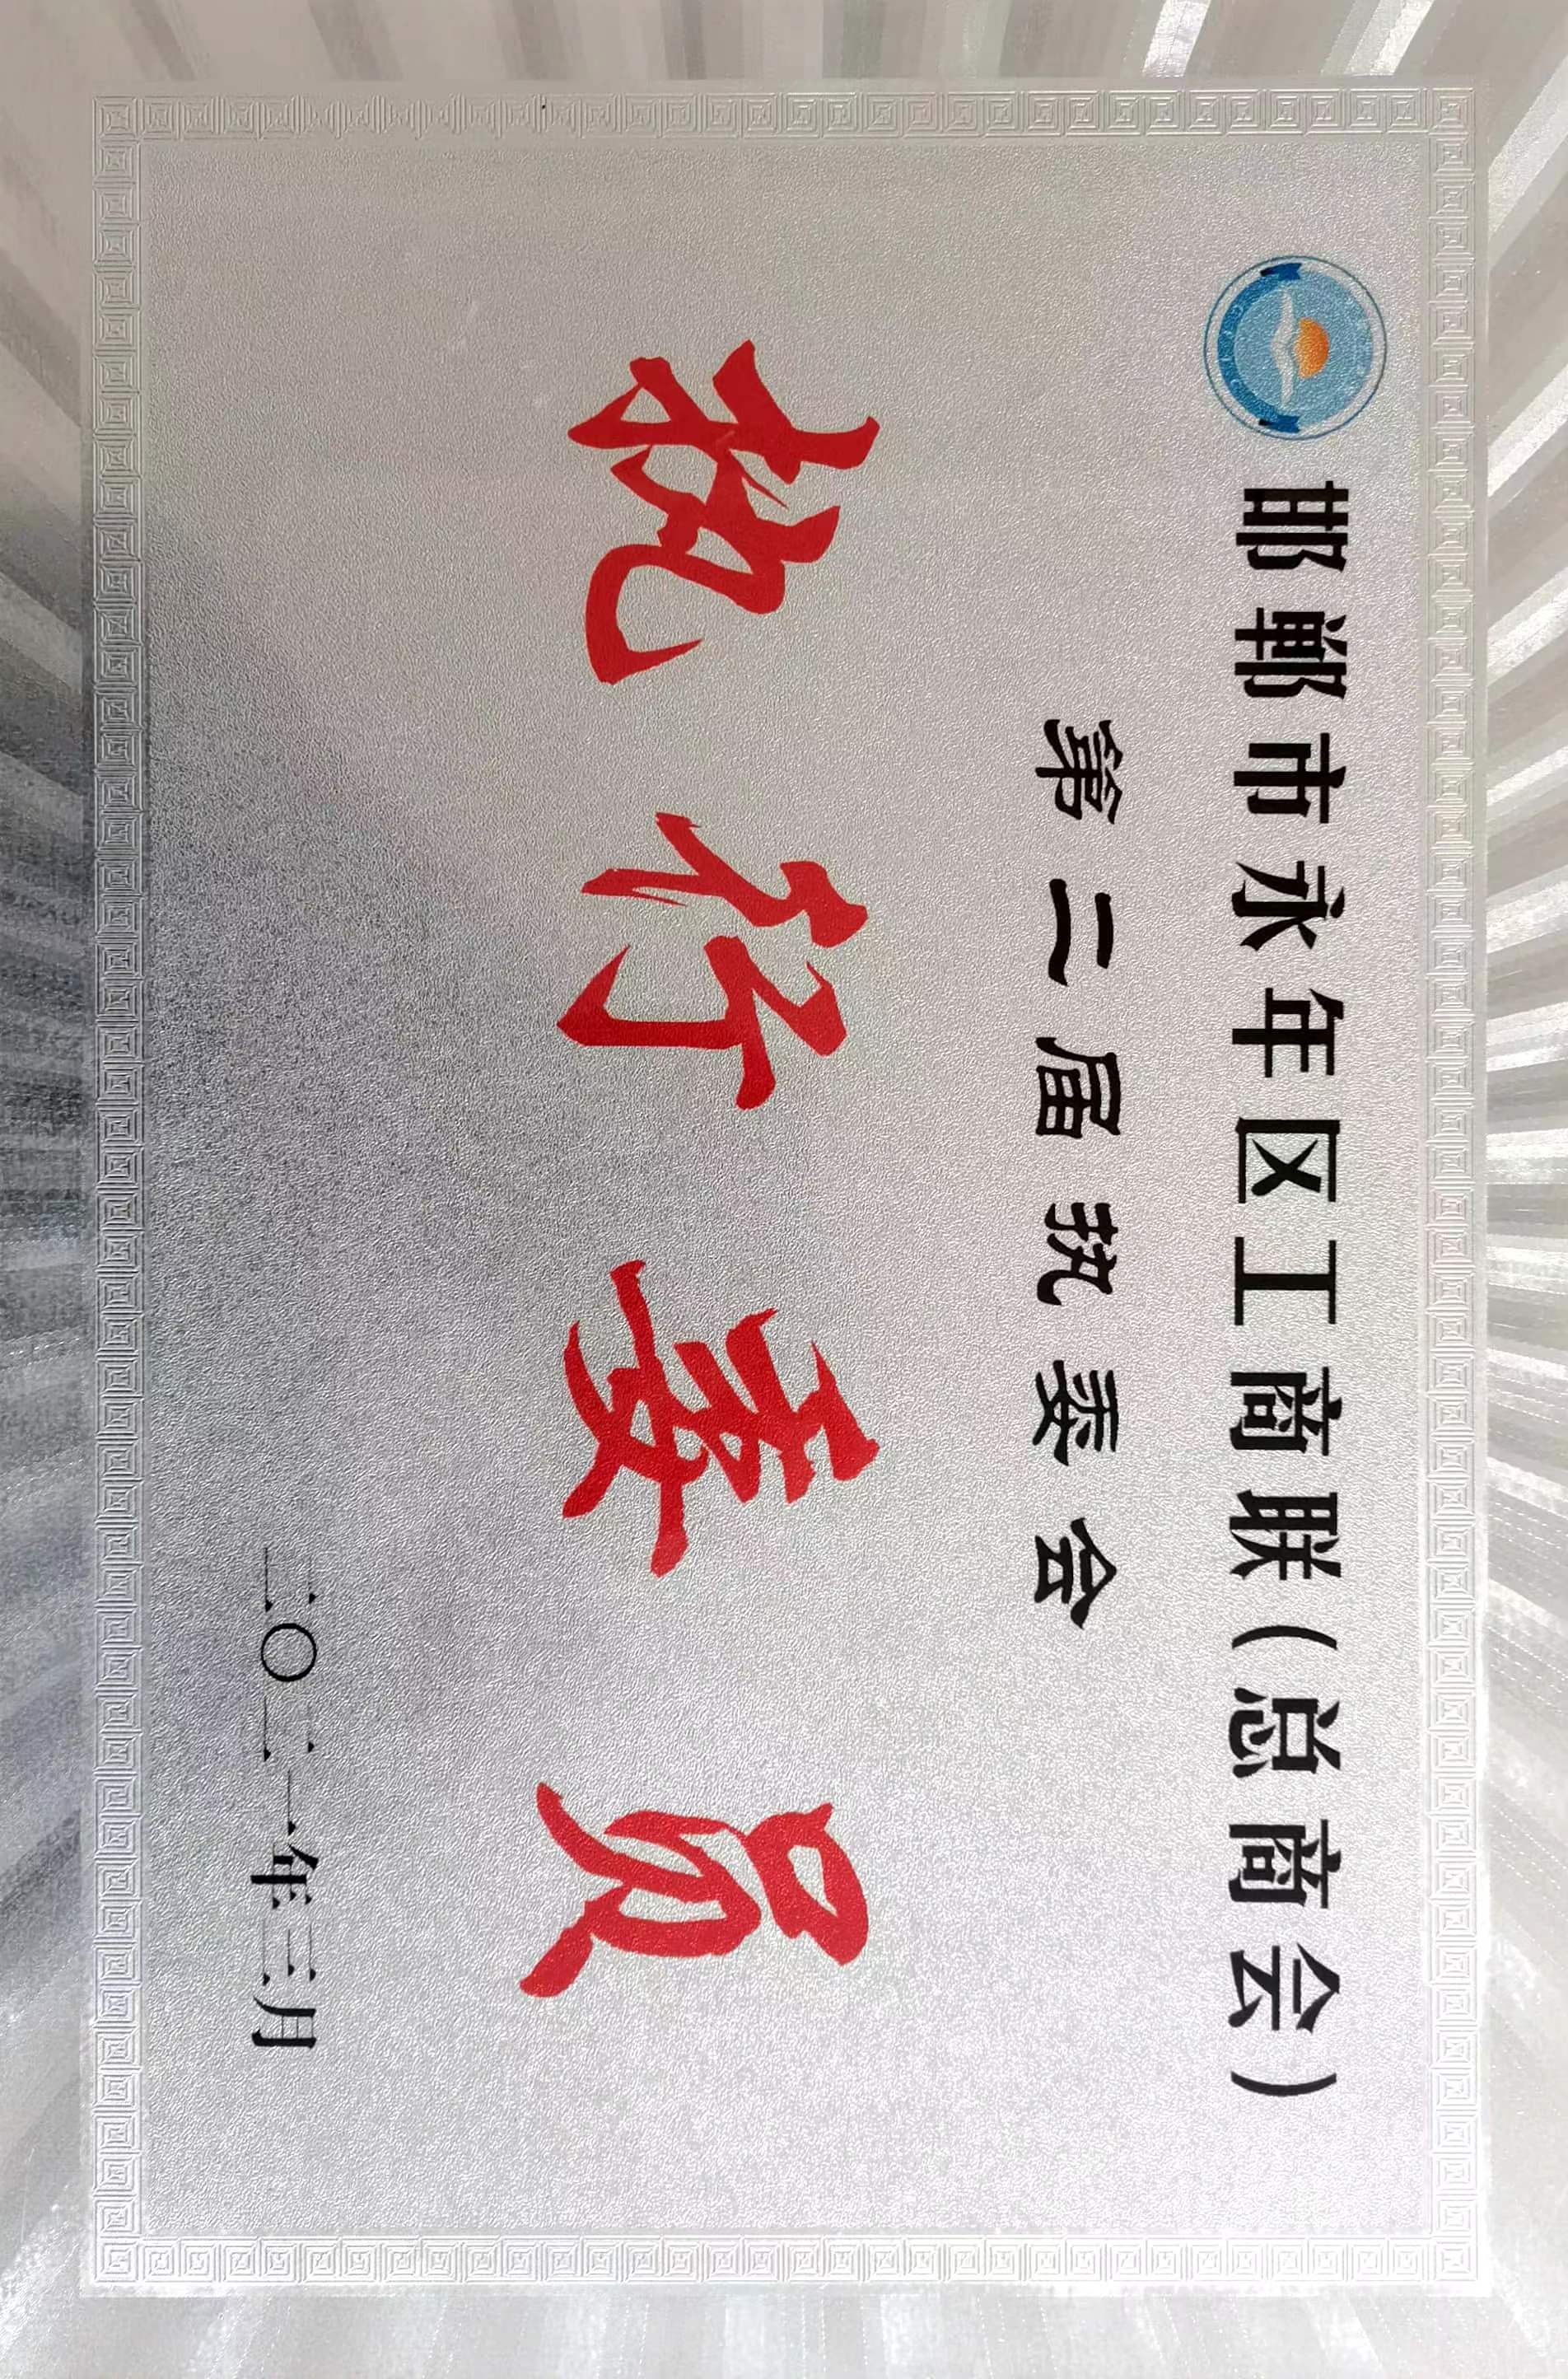 邯郸市永年区工商联(总商会)
第二届执委会
执行委员
二〇二一年三月